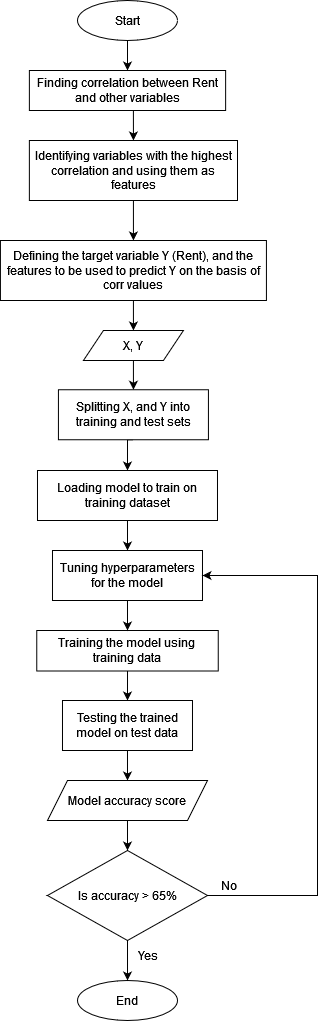 Start
Finding correlation between Rent
and other variables
Identifying variables with the highest
correlation and using them as
features
Defining the target variable Y (Rent), and the
features to be used to predict Y on the basis of
corr values
X, Y
Splitting X, and Y into
training and test sets
Loading model to train on
training dataset
Tuning hyperparameters
for the model
Training the model using
training data
Testing the trained
model on test data
Model accuracy score
Is accuracy > 65%
No
Yes
End